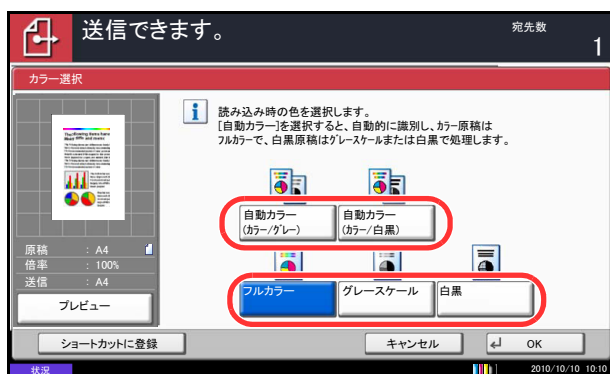 送信できます。
宛先数
1
カラー選択
読み込み時の色を選択します。
[自動カラー]を選択すると、自動的に識別し、ｶﾗｰ原稿は
ﾌﾙｶﾗｰで、白黒原稿はｸﾞﾚｰｽｹｰﾙまたは白黒で処理します。
自動カラー
(ｶﾗｰ/ｸﾞﾚｰ)
自動カラー
(ｶﾗｰ/白黒)
原稿 : A4
倍率 : 100%
送信 : A4
プレビュー
フルカラー
グレースケール
白黒
ショートカットに登録
キャンセル
OK
状況
2010/10/10 10:10